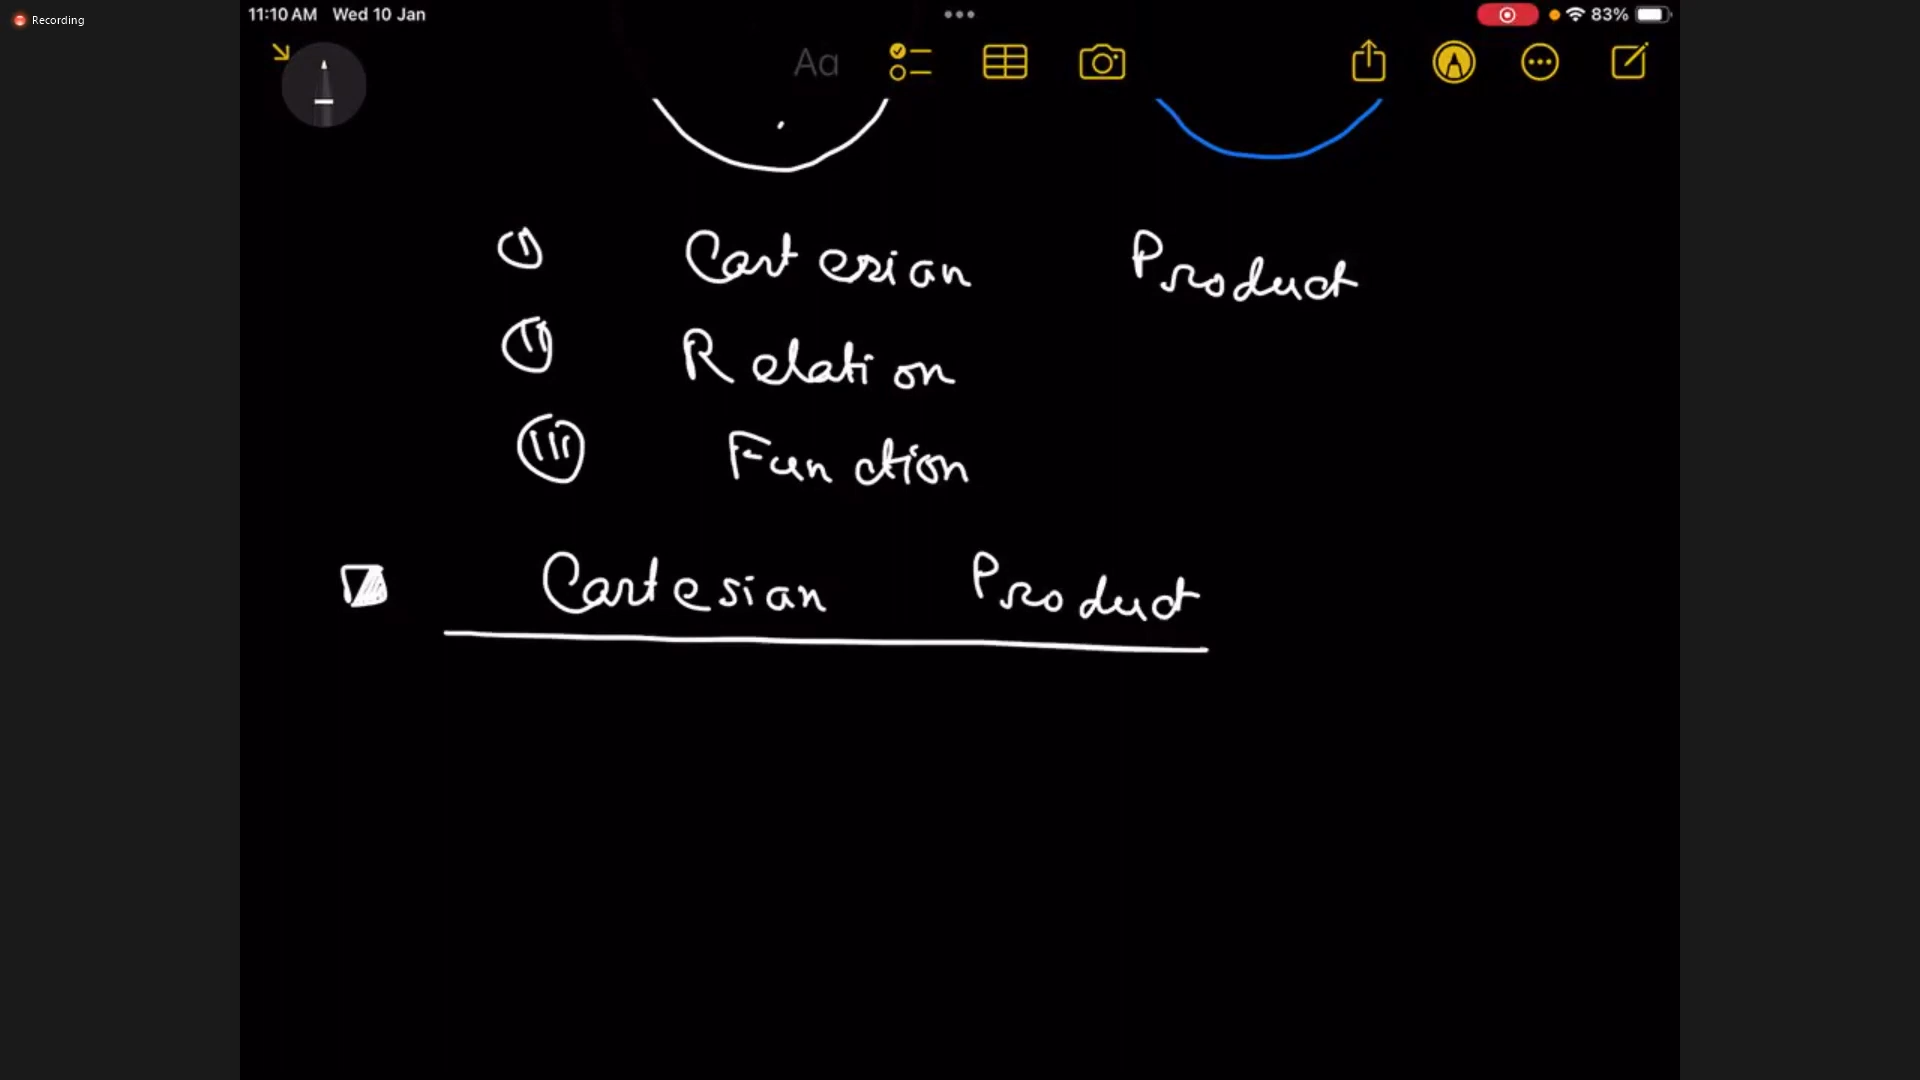 Recording
11:10 AM Wed 10 Jan
83%
Aa
(i) Cartesian Product
(ii) Relation
(iii) Function
Cartesian Product